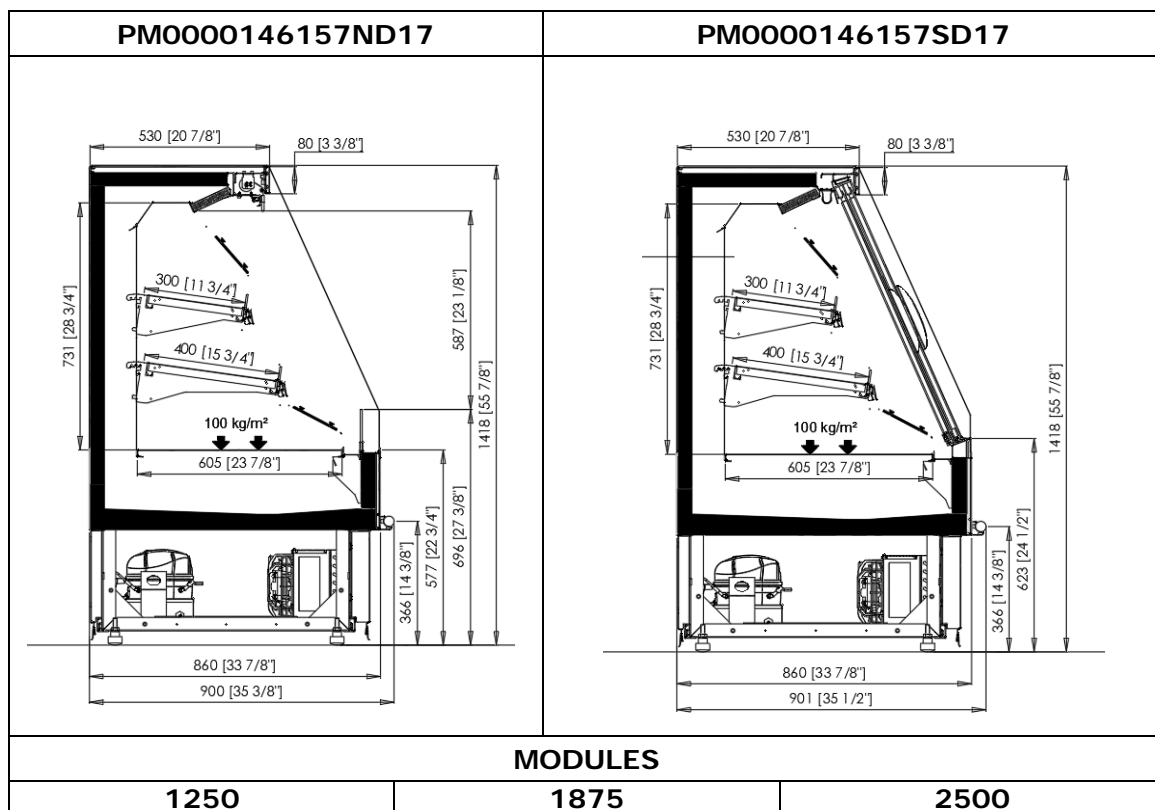 PM0000146157ND17
PM0000146157SD17
530 [20 7/8"]
80 [3 3/8"]
300 [11 3/4"]
400 [15 3/4"]
731 [28 3/4"]
587 [23 1/8"]
1418 [55 7/8"]
100 kg/m²
605 [23 7/8"]
366 [14 3/8"]
577 [22 3/4"]
696 [27 3/8"]
860 [33 7/8"]
900 [35 3/8"]
530 [20 7/8"]
80 [3 3/8"]
300 [11 3/4"]
400 [15 3/4"]
731 [28 3/4"]
1418 [55 7/8"]
100 kg/m²
605 [23 7/8"]
366 [14 3/8"]
623 [24 1/2"]
860 [33 7/8"]
901 [35 1/2"]
MODULES
1250
1875
2500